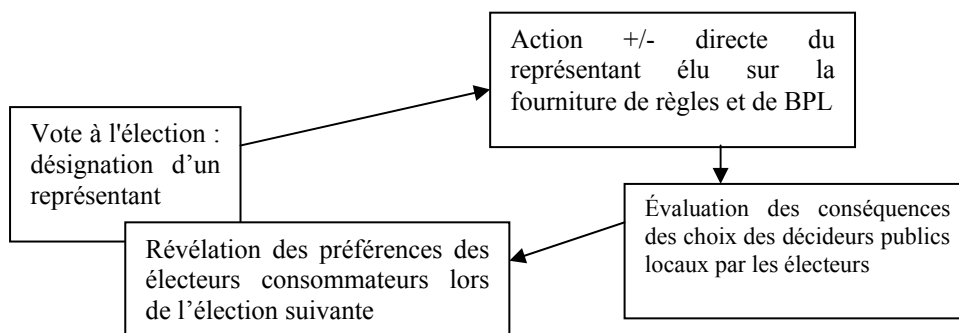 Action +/- directe du
représentant élu sur la
fourniture de règles et de BPL
Vote à l'élection :
désignation d’un
représentant
Évaluation des conséquences
des choix des décideurs publics
locaux par les électeurs
Révélation des préférences des
électeurs consommateurs lors
de l’élection suivante